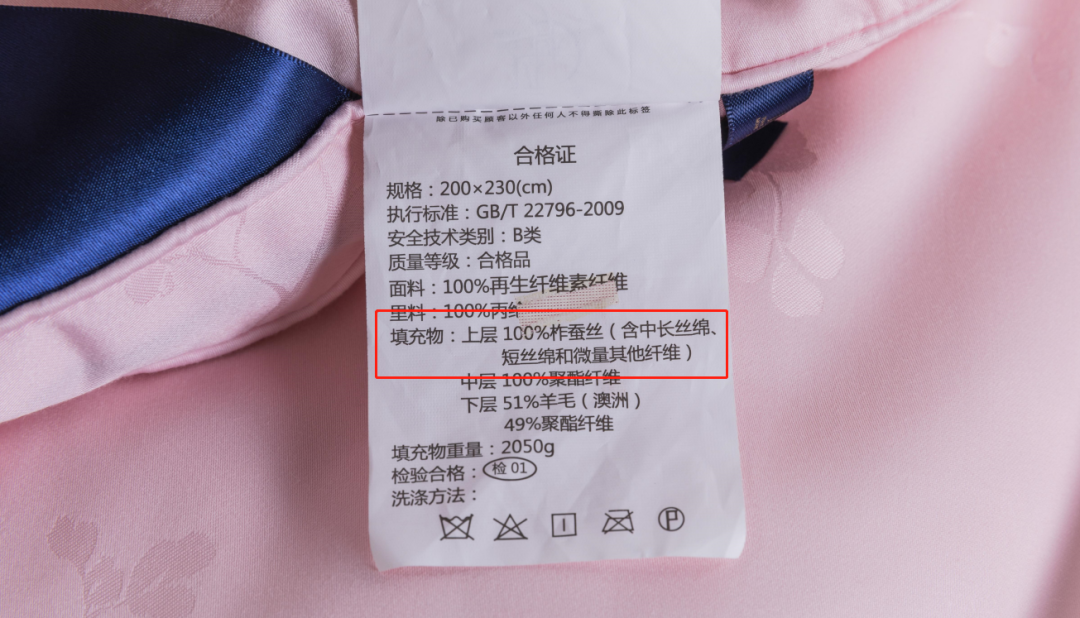 除已购买顾客以外任何人不得撕除此标签
合格证
规格：200×230(cm)
执行标准：GB/T 22796-2009
安全技术类别：B类
质量等级：合格品
面料：100%再生纤维素纤维
里料：100%丙纶
填充物：上层 100%柞蚕丝（含中长丝绵、
短丝绵和微量其他纤维）
中层 100%聚酯纤维
下层 51%羊毛（澳洲）
49%聚酯纤维
填充物重量：2050g
检验合格：检 01
洗涤方法：
P